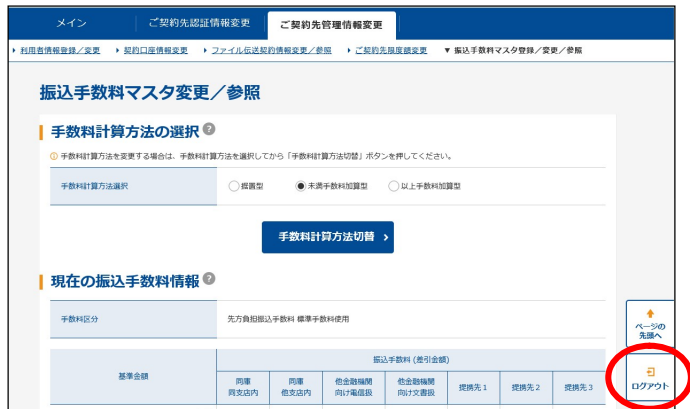 メイン
ご契約先認証情報変更
ご契約先管理情報変更
利用者情報登録／変更
契約口座情報変更
ファイル伝送契約情報変更／参照
ご契約先限度額変更
▼ 振込手数料マスタ登録／変更／参照
振込手数料マスタ変更／参照
手数料計算方法の選択 ?
手数料計算方法を変更する場合は、手数料計算方法を選択してから「手数料計算方法切替」ボタンを押してください。
手数料計算方法選択
据置型
未満手数料加算型
以上手数料加算型
手数料計算方法切替
現在の振込手数料情報 ?
手数料区分
先方負担振込手数料 標準手数料使用
ページの
先頭へ
ログアウト
基準金額
振込手数料 (差引金額)
同庫
同支店内
同庫
他支店内
他金融機関
向け電信扱
他金融機関
向け文書扱
提携先1
提携先2
提携先3